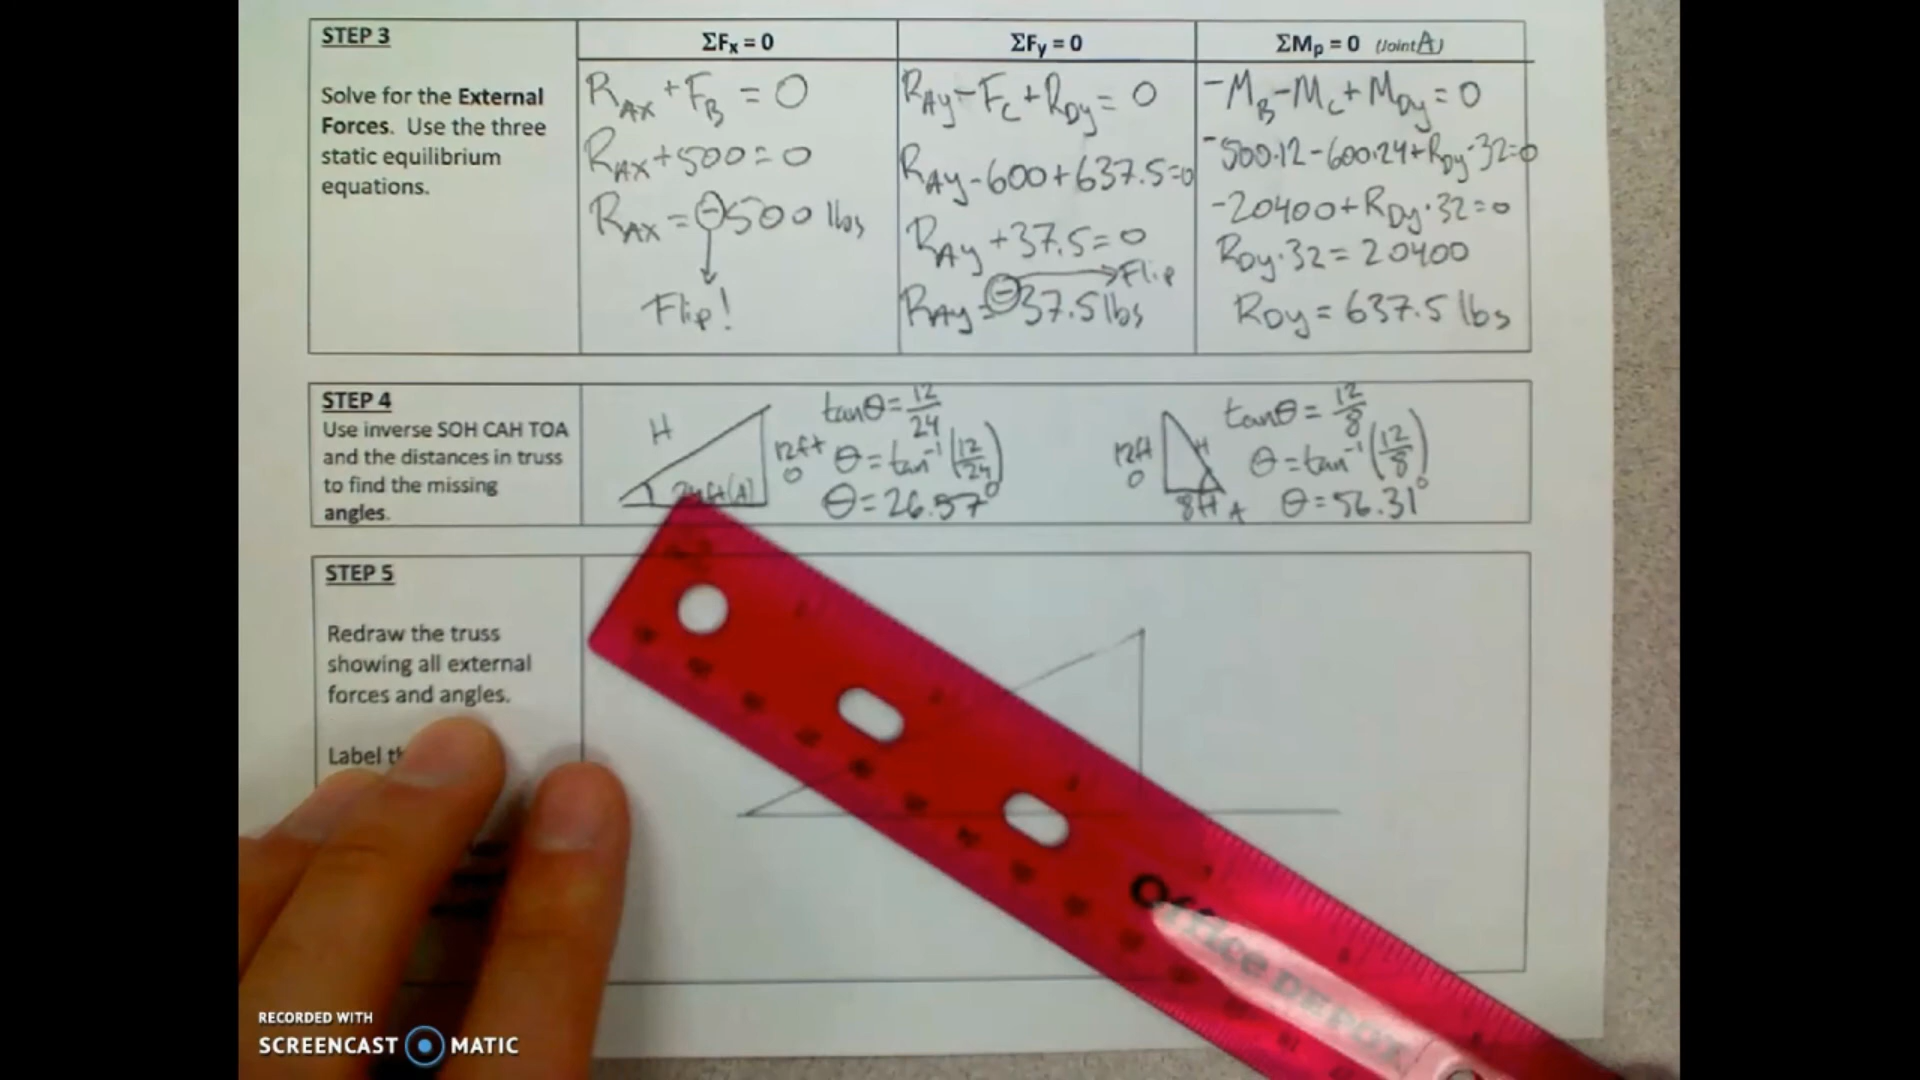 STEP 3
Solve for the External
Forces. Use the three
static equilibrium
equations.
ΣFx = 0
RAX + FB = 0
RAX + 500 = 0
RAX = -500 lbs
Flip!
ΣFy = 0
RAy - FC + RDy = 0
RAy - 600 + 637.5 = 0
RAy + 37.5 = 0
Flip
RAy = -37.5 lbs
ΣMp = 0 (Joint A)
-MB - MC + MDy = 0
-500·12 - 600·24 + RDy·32 = 0
-20400 + RDy·32 = 0
RDy·32 = 20400
RDy = 637.5 lbs
STEP 4
Use inverse SOH CAH TOA
and the distances in truss
to find the missing
angles.
H
12ft
O
24ft(A)
tanθ = 12/24
θ = tan⁻¹(12/24)
θ = 26.57°
12ft
O
H
8ft A
tanθ = 12/8
θ = tan⁻¹(12/8)
θ = 56.31°
STEP 5
Redraw the truss
showing all external
forces and angles.
Label
Office DEPOT
RECORDED WITH
SCREENCAST MATIC